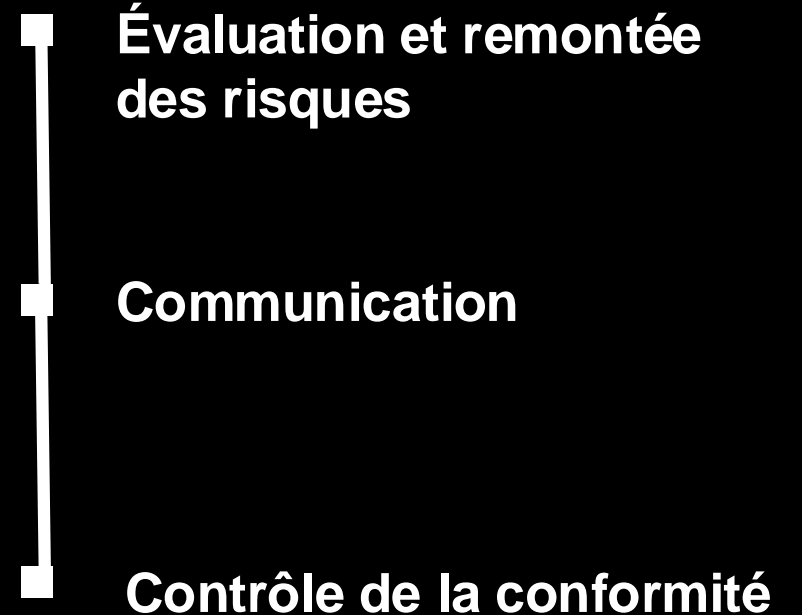 Évaluation et remontée
des risques
Communication
Contrôle de la conformité